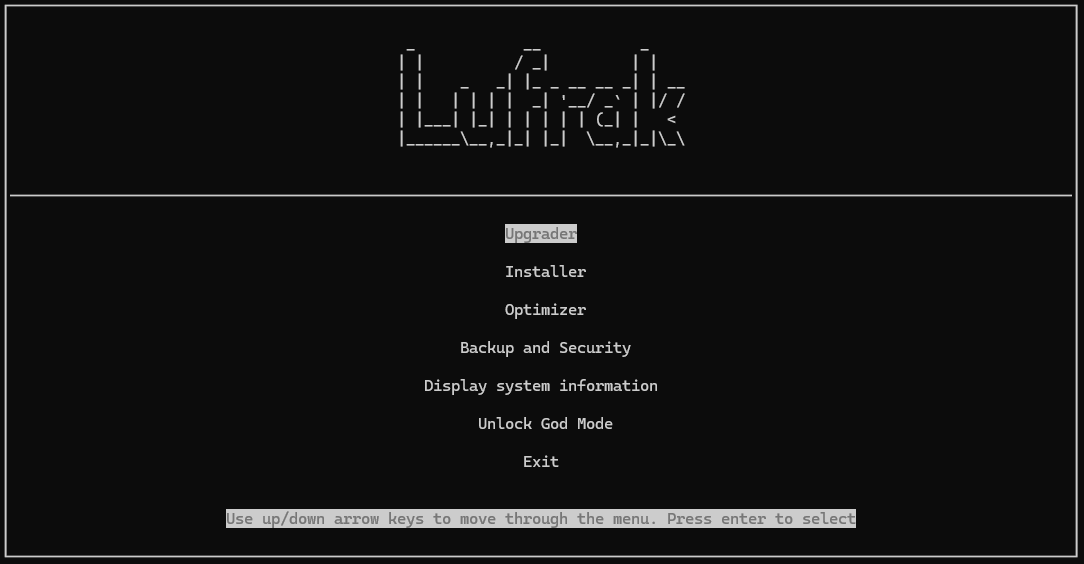 Lufirak
Upgrader
Installer
Optimizer
Backup and Security
Display system information
Unlock God Mode
Exit
Use up/down arrow keys to move through the menu. Press enter to select